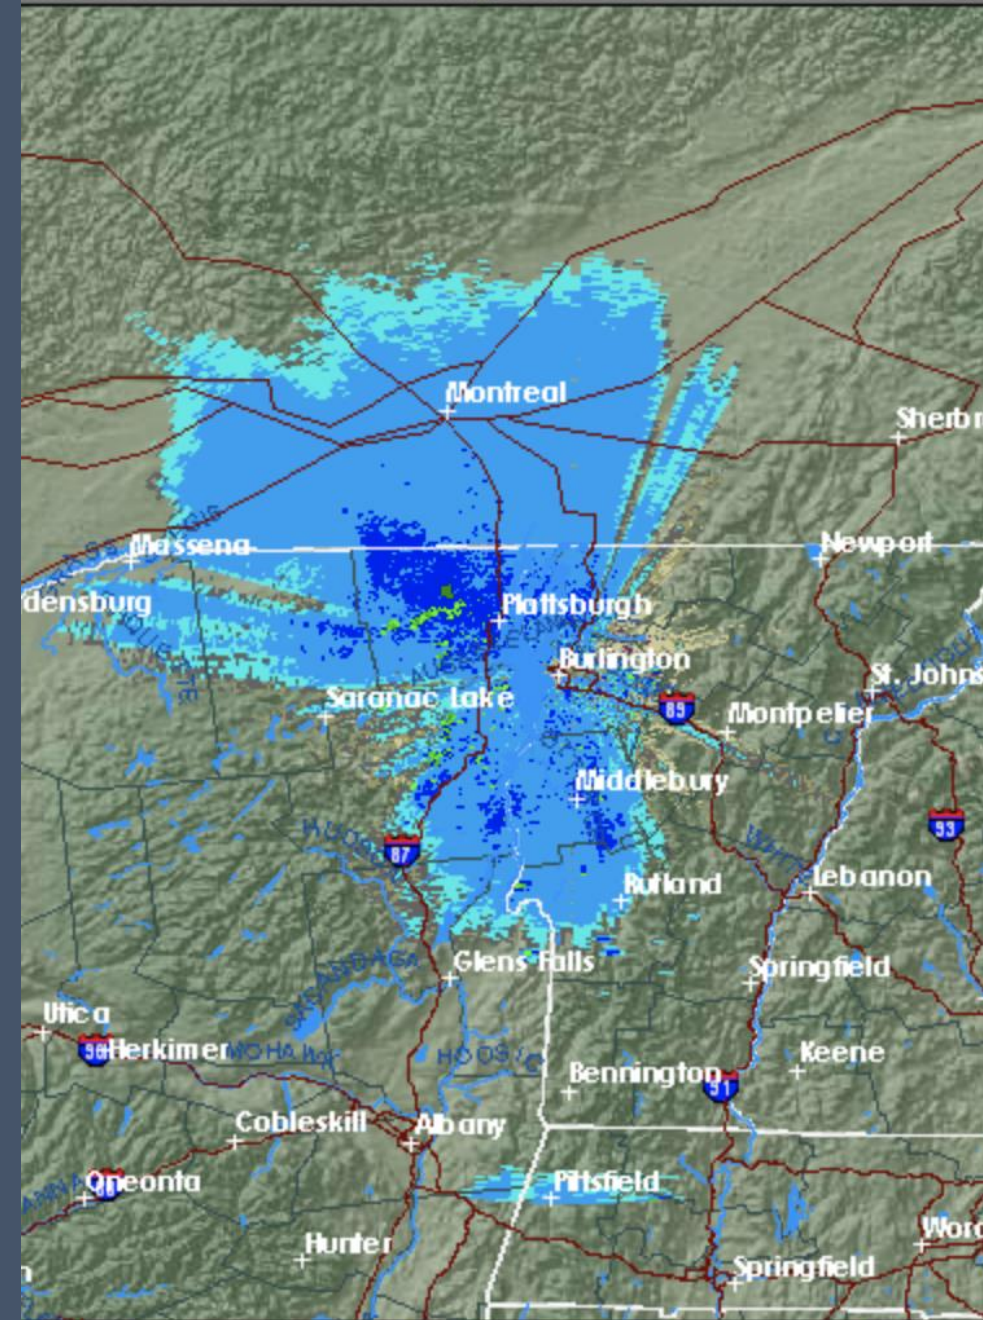 Montreal
Sherbr
Massena
Newport
densburg
Plattsburgh
Burlington
St. Johns
Saranac Lake
89
Montpelier
Middlebury
93
87
Rutland
Lebanon
Glens Falls
Springfield
Utica
90
Herkimer
HOOSIC
Keene
Bennington
91
Cobleskill
Albany
Oneonta
Pittsfield
Hunter
Worc
Springfield